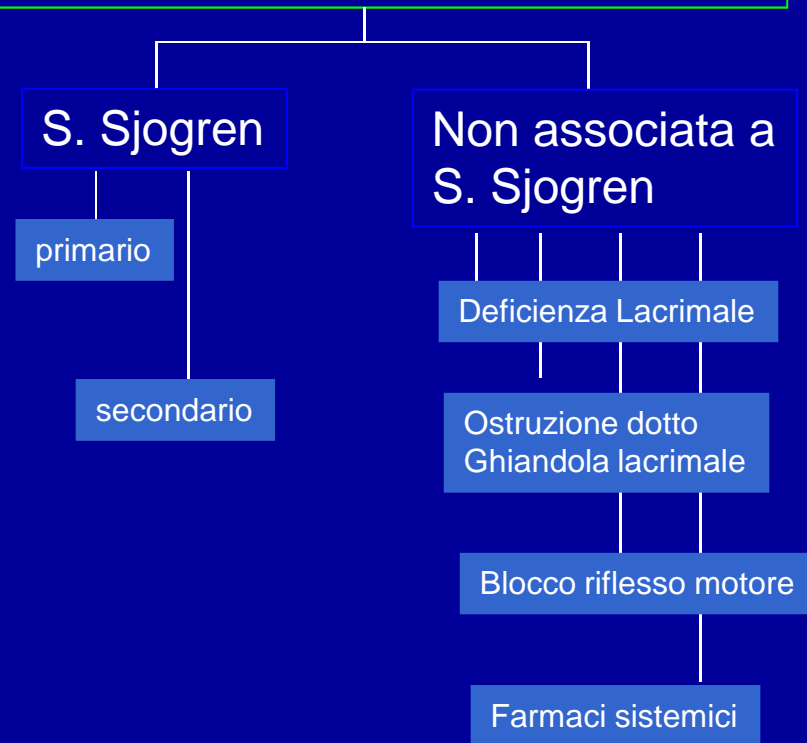 S. Sjogren
Non associata a
S. Sjogren
primario
Deficienza Lacrimale
secondario
Ostruzione dotto
Ghiandola lacrimale
Blocco riflesso motore
Farmaci sistemici